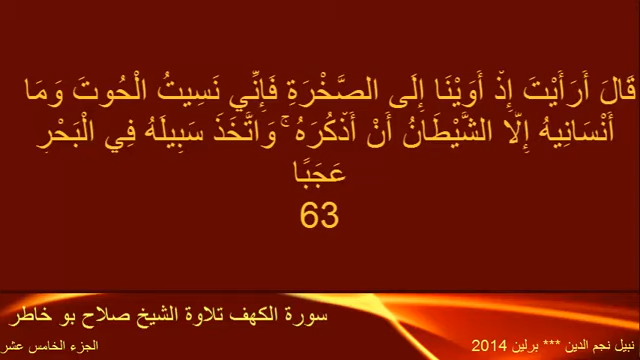 قَالَ أَرَأَيْتَ إِذْ أَوَيْنَا إِلَى الصَّخْرَةِ فَإِنِّي نَسِيتُ الْحُوتَ وَمَا
أَنْسَانِيهُ إِلَّا الشَّيْطَانُ أَنْ أَذْكُرَهُ ۚ وَاتَّخَذَ سَبِيلَهُ فِي الْبَحْرِ
عَجَبًا
63
سورة الكهف تلاوة الشيخ صلاح بو خاطر
نبيل نجم الدين *** برلين 2014
الجزء الخامس عشر